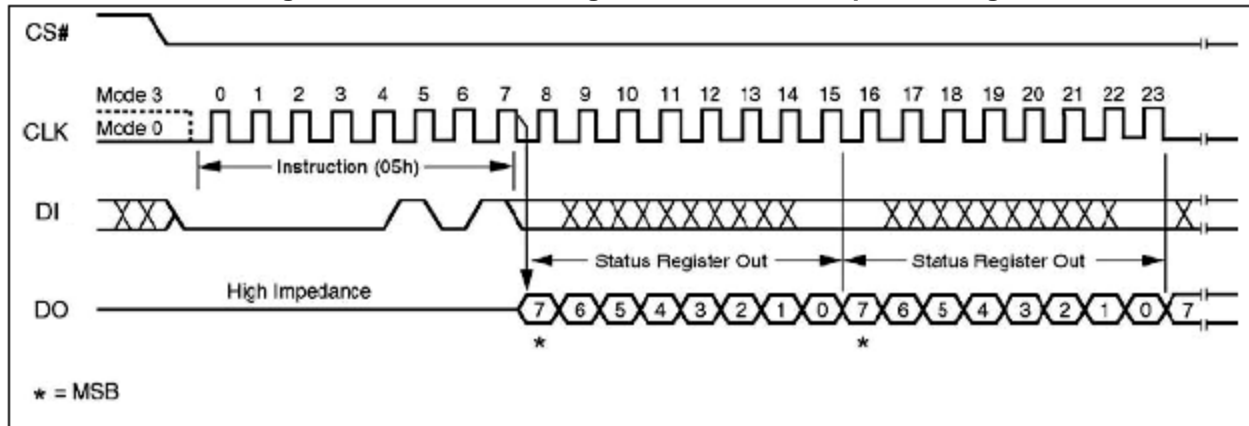 CS#
Mode 3 0 1 2 3 4 5 6 7 8 9 10 11 12 13 14 15 16 17 18 19 20 21 22 23
CLK Mode 0
Instruction (05h)
DI
Status Register Out Status Register Out
High Impedance
DO 7 6 5 4 3 2 1 0 7 6 5 4 3 2 1 0 7
* *
* = MSB